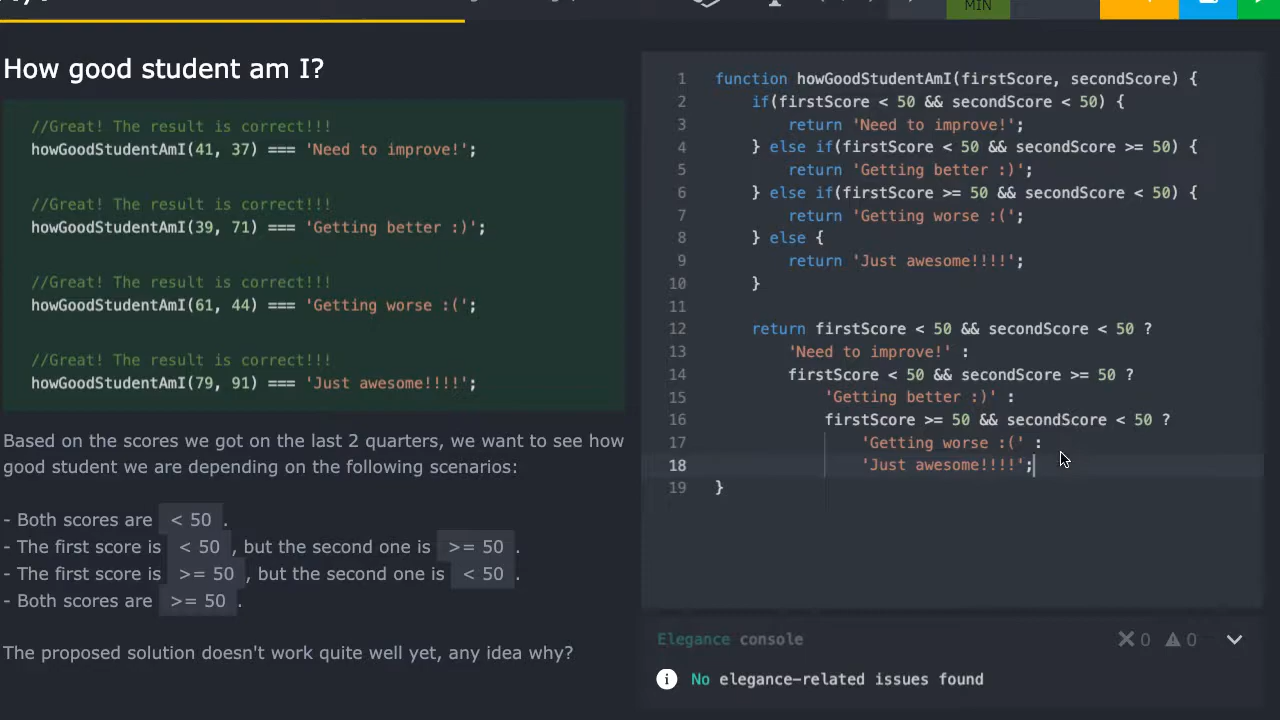 MIN
How good student am I?
//Great! The result is correct!!!
howGoodStudentAmI(41, 37) === 'Need to improve!';
//Great! The result is correct!!!
howGoodStudentAmI(39, 71) === 'Getting better :)';
//Great! The result is correct!!!
howGoodStudentAmI(61, 44) === 'Getting worse :(';
//Great! The result is correct!!!
howGoodStudentAmI(79, 91) === 'Just awesome!!!!';
Based on the scores we got on the last 2 quarters, we want to see how
good student we are depending on the following scenarios:
- Both scores are < 50 .
- The first score is < 50 , but the second one is >= 50 .
- The first score is >= 50 , but the second one is < 50 .
- Both scores are >= 50 .
The proposed solution doesn't work quite well yet, any idea why?
1 function howGoodStudentAmI(firstScore, secondScore) {
2 if(firstScore < 50 && secondScore < 50) {
3 return 'Need to improve!';
4 } else if(firstScore < 50 && secondScore >= 50) {
5 return 'Getting better :)';
6 } else if(firstScore >= 50 && secondScore < 50) {
7 return 'Getting worse :(';
8 } else {
9 return 'Just awesome!!!!';
10 }
11
12 return firstScore < 50 && secondScore < 50 ?
13 'Need to improve!' :
14 firstScore < 50 && secondScore >= 50 ?
15 'Getting better :)' :
16 firstScore >= 50 && secondScore < 50 ?
17 'Getting worse :(' :
18 'Just awesome!!!!';
19 }
Elegance console
0 0
No elegance-related issues found